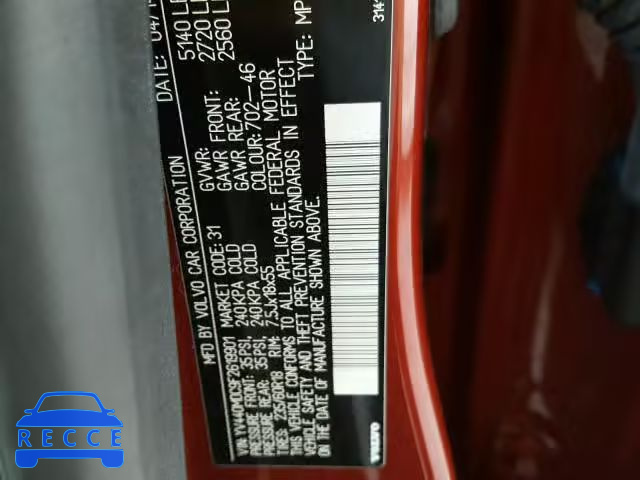 MFD BY VOLVO CAR CORPORATION DATE: 04/1
GVWR: 5140 LB
GAWR FRONT: 2720 L
GAWR REAR: 2560 L
VIN: MARKET CODE: 31 COLOUR: 702-46 TYPE: MP
PRESSURE FRONT: 35PSI, 240KPA COLD
PRESSURE REAR: 35PSI, 240KPA COLD
TIRES: 235/60R18 RIM: 7.5Jx18x55
THIS VEHICLE CONFORMS TO ALL APPLICABLE FEDERAL MOTOR
VEHICLE SAFETY AND THEFT PREVENTION STANDARDS IN EFFECT
ON THE DATE OF MANUFACTURE SHOWN ABOVE.
VOLVO
314
RECCE